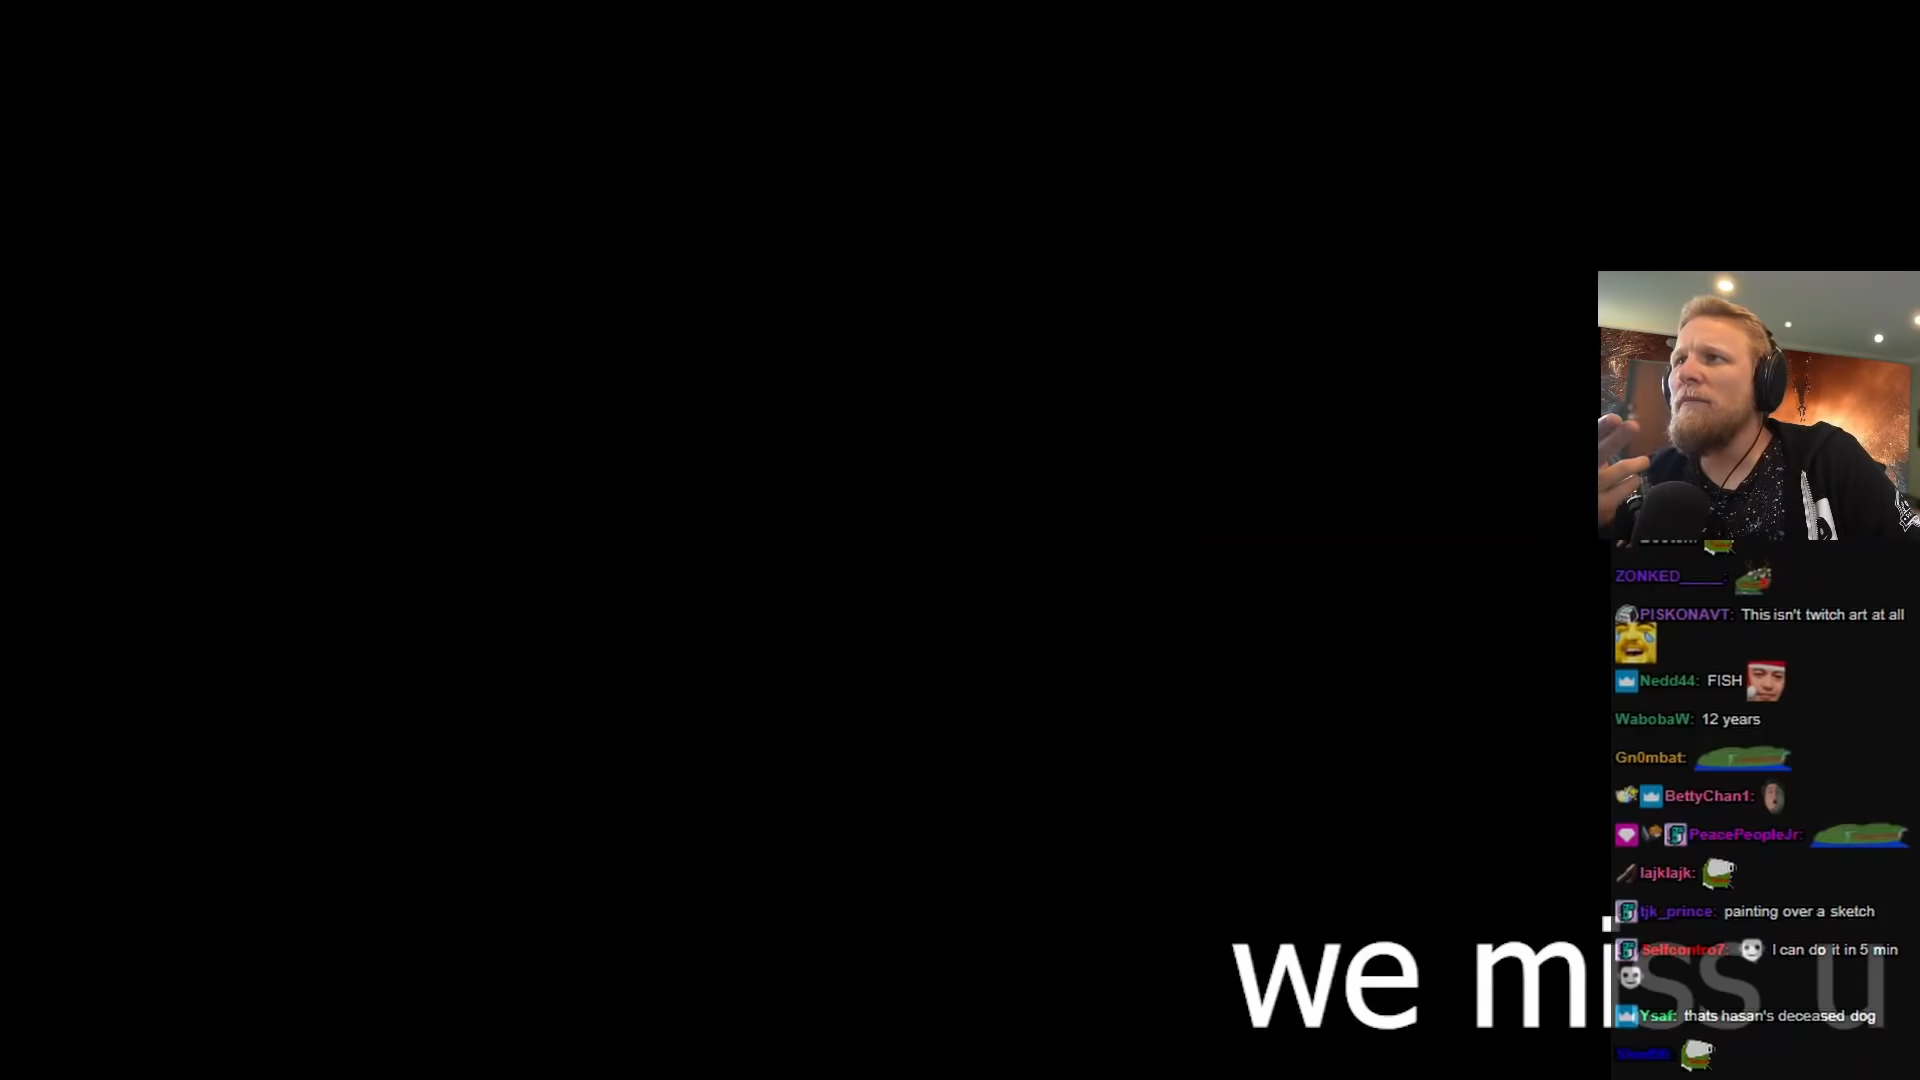 ZONKED_____:
PISKONAVT: This isn't twitch art at all
Nedd44: FISH
WabobaW: 12 years
Gn0mbat:
BettyChan1:
PeacePeopleJr:
lajklajk:
tjk_prince: painting over a sketch
Selfcontro7: I can do it in 5 min
we miss u
Ysaf: thats hasan's deceased dog